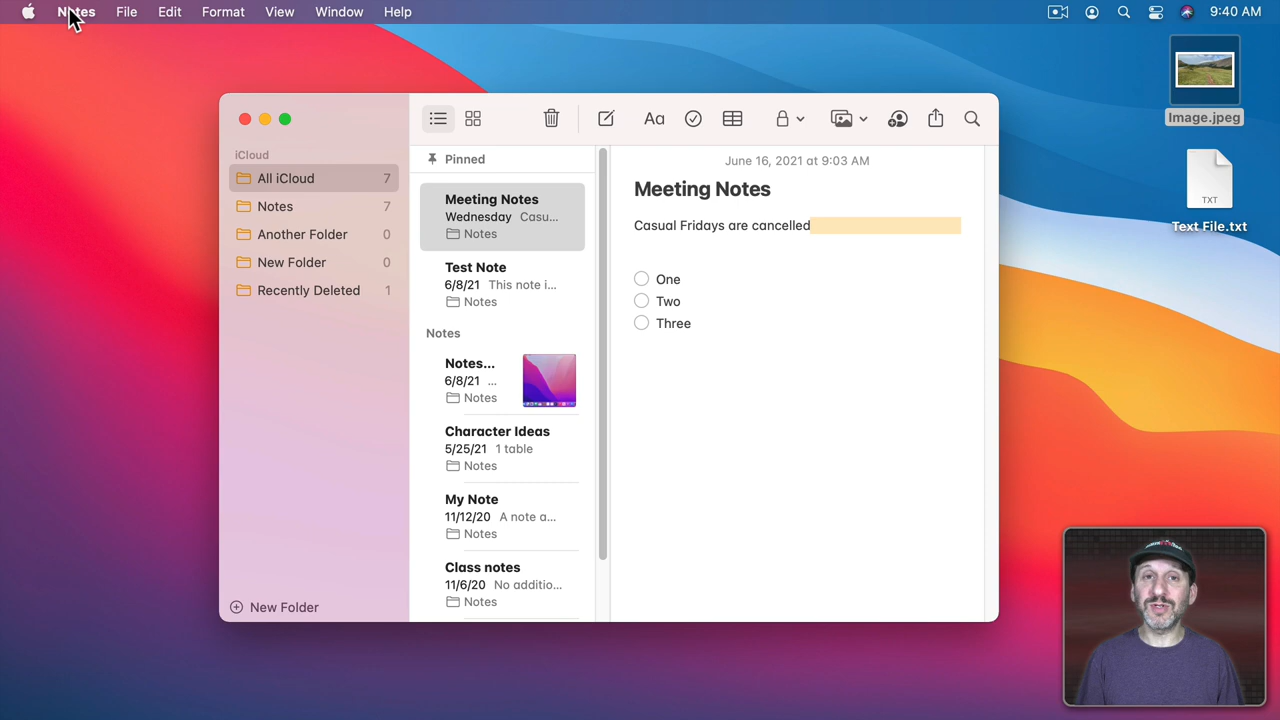 Notes File Edit Format View Window Help 9:40 AM
Image.jpeg
TXT
Text File.txt
iCloud
All iCloud 7
Notes 7
Another Folder 0
New Folder 0
Recently Deleted 1
New Folder
Pinned
Meeting Notes
Wednesday Casu...
Notes
Test Note
6/8/21 This note i...
Notes
Notes
Notes...
6/8/21 ...
Notes
Character Ideas
5/25/21 1 table
Notes
My Note
11/12/20 A note a...
Notes
Class notes
11/6/20 No additio...
Notes
Aa
June 16, 2021 at 9:03 AM
Meeting Notes
Casual Fridays are cancelled
One
Two
Three